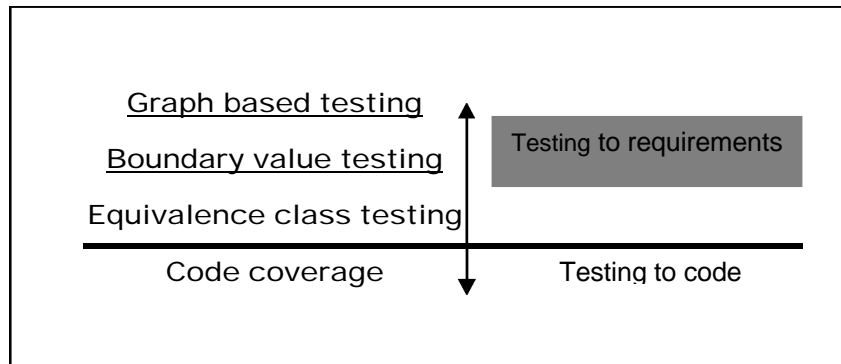 Graph based testing
Boundary value testing
Equivalence class testing
Code coverage
Testing to requirements
Testing to code